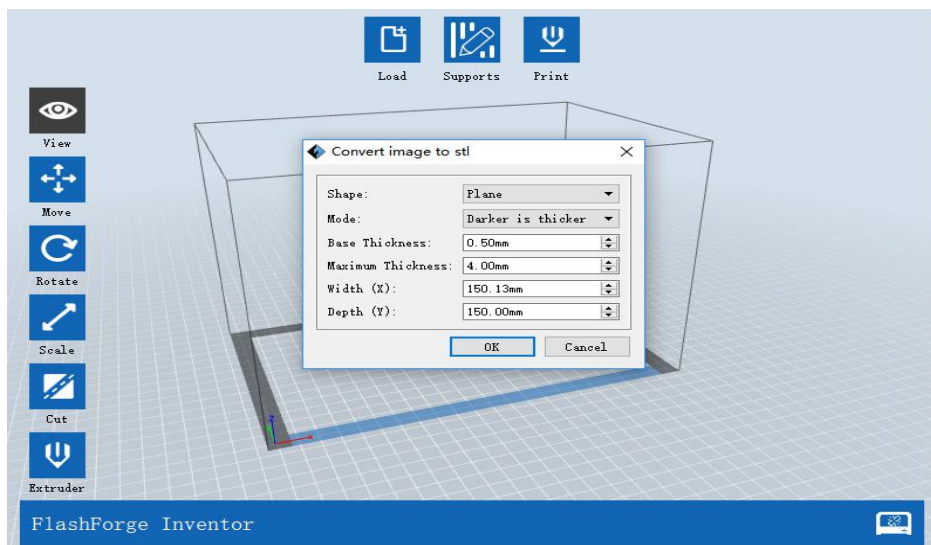 Load Supports Print
View
Move
Rotate
Scale
Cut
Extruder
Convert image to stl
Shape: Plane
Mode: Darker is thicker
Base Thickness: 0.50mm
Maximum Thickness: 4.00mm
Width (X): 150.13mm
Depth (Y): 150.00mm
OK Cancel
z
x
FlashForge Inventor